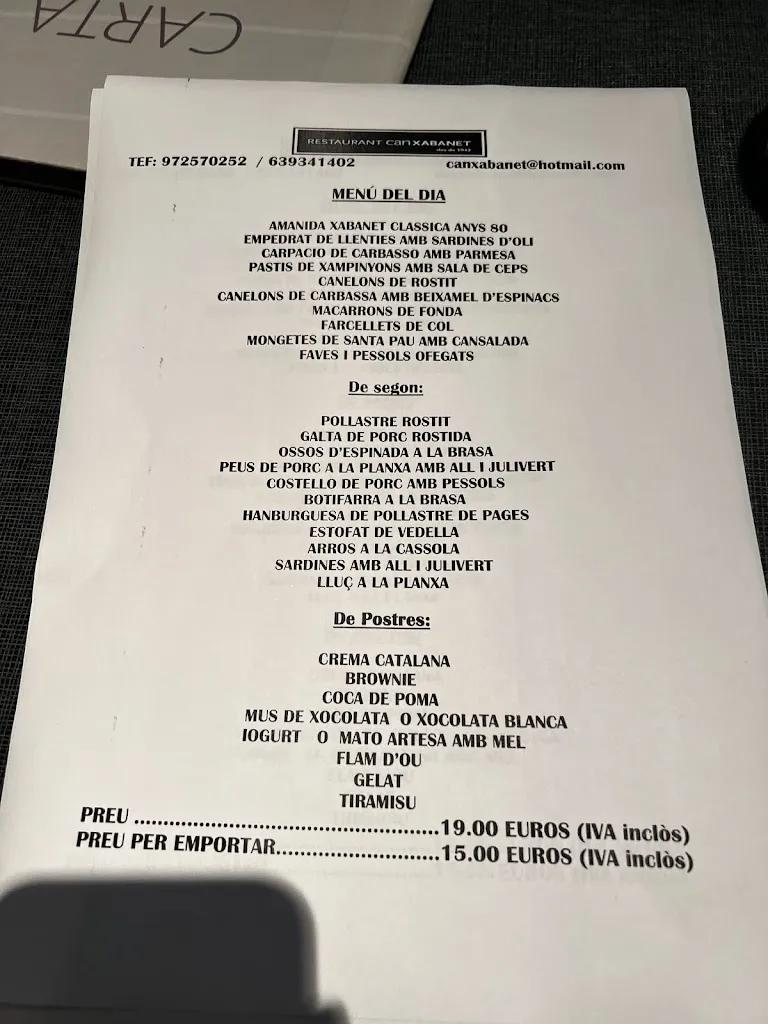 CARTA
RESTAURANT canXABANET
des de 1942
TEF: 972570252 / 639341402 canxabanet@hotmail.com
MENÚ DEL DIA
AMANIDA XABANET CLASSICA ANYS 80
EMPEDRAT DE LLENTIES AMB SARDINES D'OLI
CARPACIO DE CARBASSO AMB PARMESA
PASTIS DE XAMPINYONS AMB SALA DE CEPS
CANELONS DE ROSTIT
CANELONS DE CARBASSA AMB BEIXAMEL D'ESPINACS
MACARRONS DE FONDA
FARCELLETS DE COL
MONGETES DE SANTA PAU AMB CANSALADA
FAVES I PESSOLS OFEGATS
De segon:
POLLASTRE ROSTIT
GALTA DE PORC ROSTIDA
OSSOS D'ESPINADA A LA BRASA
PEUS DE PORC A LA PLANXA AMB ALL I JULIVERT
COSTELLO DE PORC AMB PESSOLS
BOTIFARRA A LA BRASA
HANBURGUESA DE POLLASTRE DE PAGES
ESTOFAT DE VEDELLA
ARROS A LA CASSOLA
SARDINES AMB ALL I JULIVERT
LLUÇ A LA PLANXA
De Postres:
CREMA CATALANA
BROWNIE
COCA DE POMA
MUS DE XOCOLATA O XOCOLATA BLANCA
IOGURT O MATO ARTESA AMB MEL
FLAM D'OU
GELAT
TIRAMISU
PREU ....................................................19.00 EUROS (IVA inclòs)
PREU PER EMPORTAR............................15.00 EUROS (IVA inclòs)